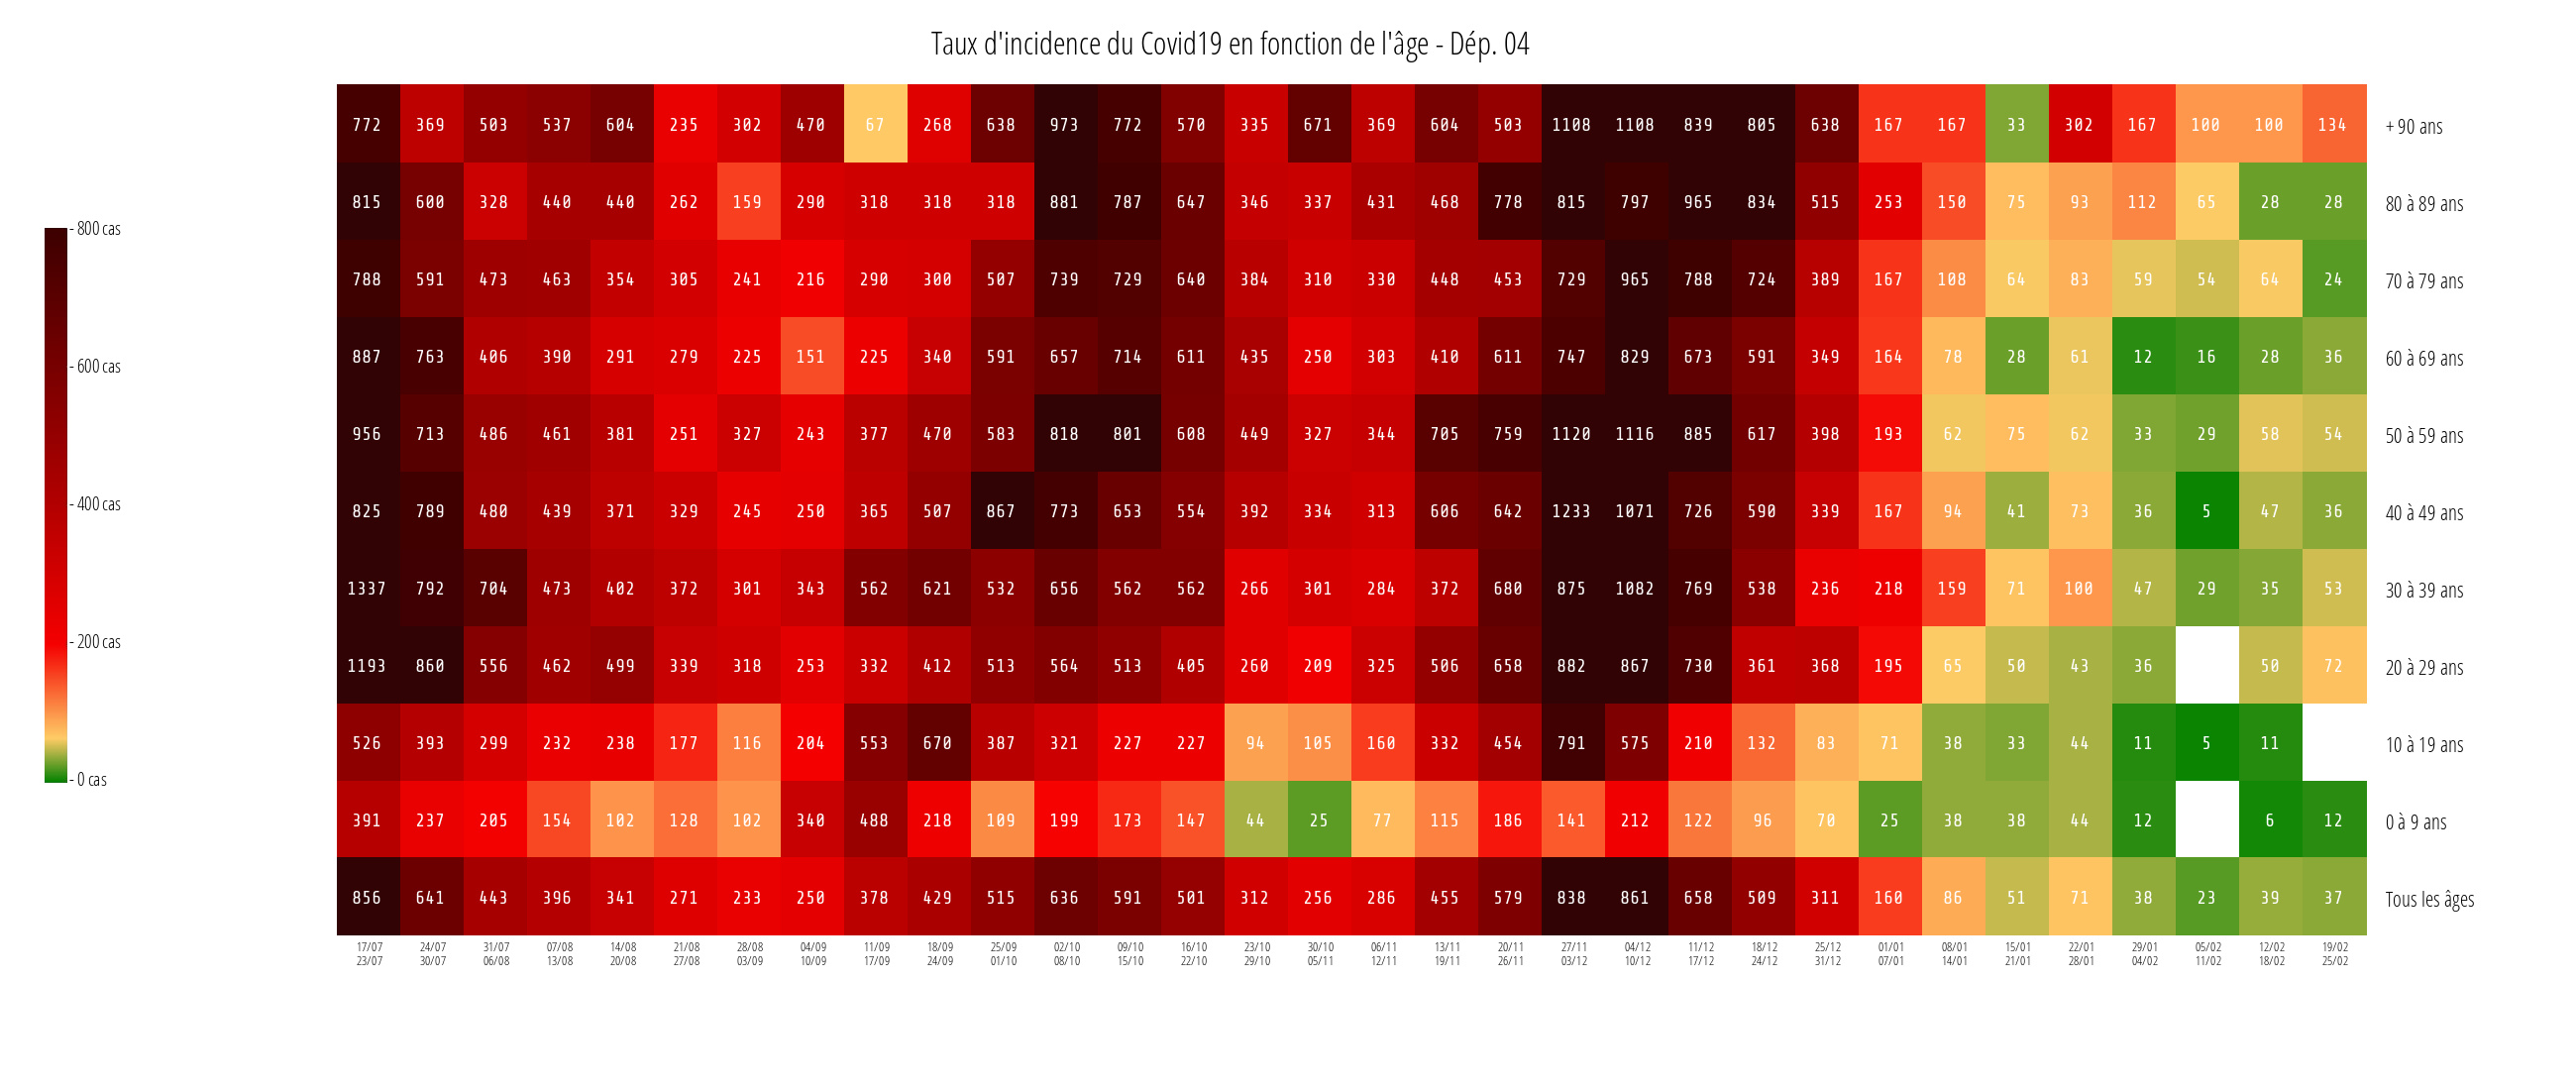 Taux d'incidence du Covid19 en fonction de l'âge - Dép. 04
772 369 503 537 604 235 302 470 67 268 638 973 772 570 335 671 369 604 503 1108 1108 839 805 638 167 167 33 302 167 100 100 134 + 90 ans
815 600 328 440 440 262 159 290 318 318 318 881 787 647 346 337 431 468 778 815 797 965 834 515 253 150 75 93 112 65 28 28 80 à 89 ans
788 591 473 463 354 305 241 216 290 300 507 739 729 640 384 310 330 448 453 729 965 788 724 389 167 108 64 83 59 54 64 24 70 à 79 ans
887 763 406 390 291 279 225 151 225 340 591 657 714 611 435 250 303 410 611 747 829 673 591 349 164 78 28 61 12 16 28 36 60 à 69 ans
956 713 486 461 381 251 327 243 377 470 583 818 801 608 449 327 344 705 759 1120 1116 885 617 398 193 62 75 62 33 29 58 54 50 à 59 ans
825 789 480 439 371 329 245 250 365 507 867 773 653 554 392 334 313 606 642 1233 1071 726 590 339 167 94 41 73 36 5 47 36 40 à 49 ans
1337 792 704 473 402 372 301 343 562 621 532 656 562 562 266 301 284 372 680 875 1082 769 538 236 218 159 71 100 47 29 35 53 30 à 39 ans
1193 860 556 462 499 339 318 253 332 412 513 564 513 405 260 209 325 506 658 882 867 730 361 368 195 65 50 43 36 50 72 20 à 29 ans
526 393 299 232 238 177 116 204 553 670 387 321 227 227 94 105 160 332 454 791 575 210 132 83 71 38 33 44 11 5 11 10 à 19 ans
391 237 205 154 102 128 102 340 488 218 109 199 173 147 44 25 77 115 186 141 212 122 96 70 25 38 38 44 12 6 12 0 à 9 ans
856 641 443 396 341 271 233 250 378 429 515 636 591 501 312 256 286 455 579 838 861 658 509 311 160 86 51 71 38 23 39 37 Tous les âges
17/07 24/07 31/07 07/08 14/08 21/08 28/08 04/09 11/09 18/09 25/09 02/10 09/10 16/10 23/10 30/10 06/11 13/11 20/11 27/11 04/12 11/12 18/12 25/12 01/01 08/01 15/01 22/01 29/01 05/02 12/02 19/02
23/07 30/07 06/08 13/08 20/08 27/08 03/09 10/09 17/09 24/09 01/10 08/10 15/10 22/10 29/10 05/11 12/11 19/11 26/11 03/12 10/12 17/12 24/12 31/12 07/01 14/01 21/01 28/01 04/02 11/02 18/02 25/02
- 800 cas
- 600 cas
- 400 cas
- 200 cas
- 0 cas